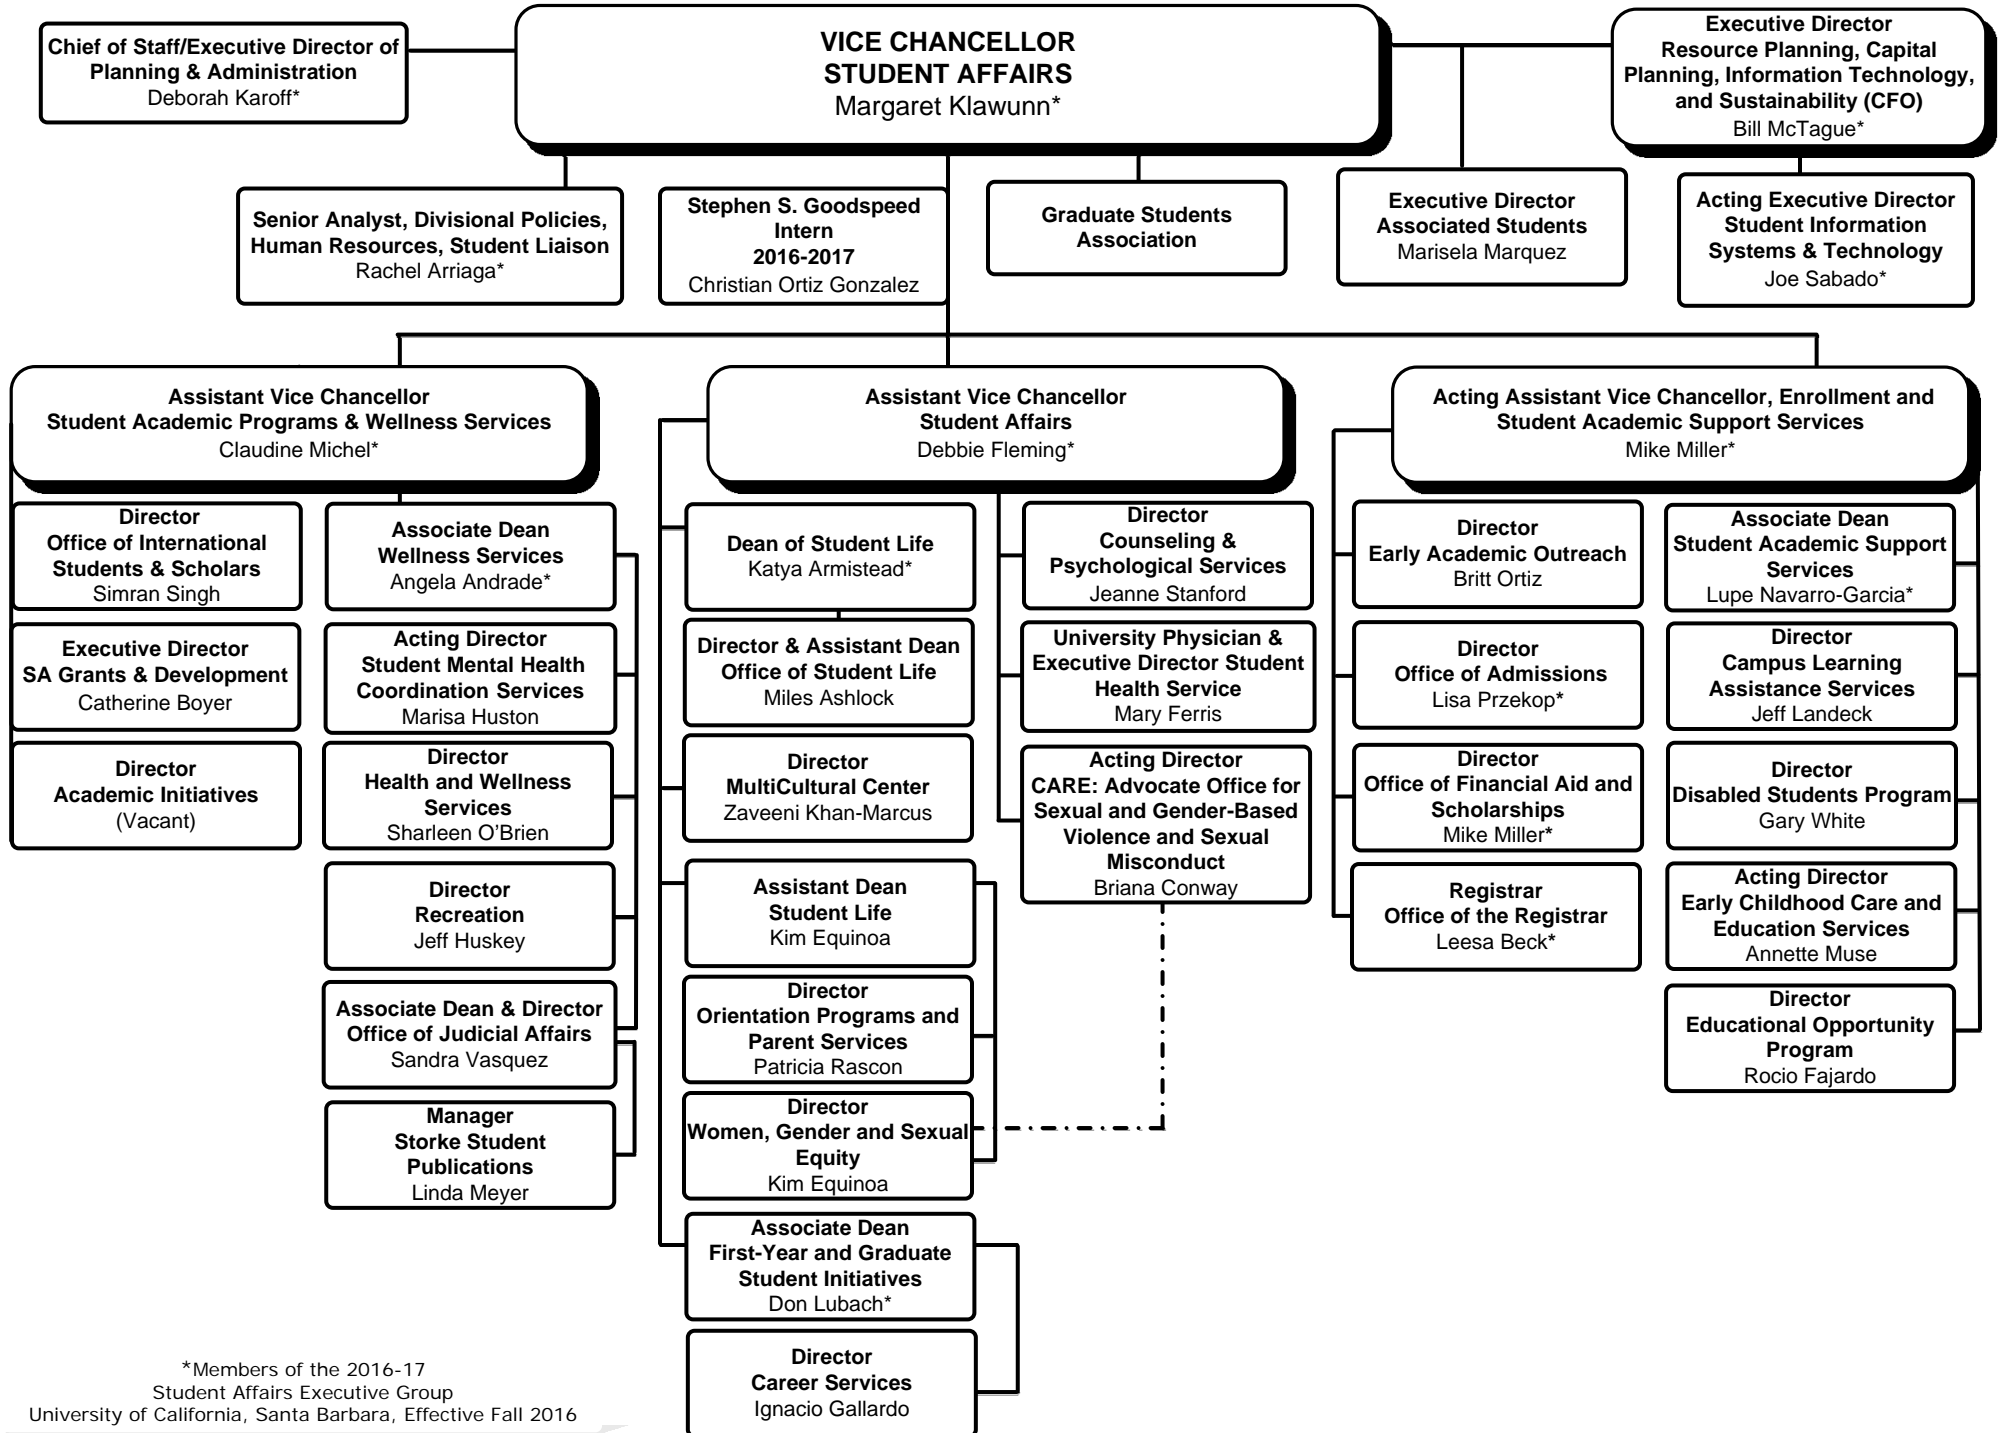 Chief of Staff/Executive Director of
Planning & Administration
Deborah Karoff*
VICE CHANCELLOR
STUDENT AFFAIRS
Margaret Klawunn*
Executive Director
Resource Planning, Capital
Planning, Information Technology,
and Sustainability (CFO)
Bill McTague*
Senior Analyst, Divisional Policies,
Human Resources, Student Liaison
Rachel Arriaga*
Stephen S. Goodspeed
Intern
2016-2017
Christian Ortiz Gonzalez
Graduate Students
Association
Executive Director
Associated Students
Marisela Marquez
Acting Executive Director
Student Information
Systems & Technology
Joe Sabado*
Assistant Vice Chancellor
Student Academic Programs & Wellness Services
Claudine Michel*
Assistant Vice Chancellor
Student Affairs
Debbie Fleming*
Acting Assistant Vice Chancellor, Enrollment and
Student Academic Support Services
Mike Miller*
Director
Office of International
Students & Scholars
Simran Singh
Executive Director
SA Grants & Development
Catherine Boyer
Director
Academic Initiatives
(Vacant)
Associate Dean
Wellness Services
Angela Andrade*
Acting Director
Student Mental Health
Coordination Services
Marisa Huston
Director
Health and Wellness
Services
Sharleen O’Brien
Director
Recreation
Jeff Huskey
Associate Dean & Director
Office of Judicial Affairs
Sandra Vasquez
Manager
Storke Student
Publications
Linda Meyer
Dean of Student Life
Katya Armistead*
Director & Assistant Dean
Office of Student Life
Miles Ashlock
Director
MultiCultural Center
Zaveeni Khan-Marcus
Assistant Dean
Student Life
Kim Equinoa
Director
Orientation Programs and
Parent Services
Patricia Rascon
Director
Women, Gender and Sexual
Equity
Kim Equinoa
Associate Dean
First-Year and Graduate
Student Initiatives
Don Lubach*
Director
Career Services
Ignacio Gallardo
Director
Counseling &
Psychological Services
Jeanne Stanford
University Physician &
Executive Director Student
Health Service
Mary Ferris
Acting Director
CARE: Advocate Office for
Sexual and Gender-Based
Violence and Sexual
Misconduct
Briana Conway
Director
Early Academic Outreach
Britt Ortiz
Director
Office of Admissions
Lisa Przekop*
Director
Office of Financial Aid and
Scholarships
Mike Miller*
Registrar
Office of the Registrar
Leesa Beck*
Associate Dean
Student Academic Support
Services
Lupe Navarro-Garcia*
Director
Campus Learning
Assistance Services
Jeff Landeck
Director
Disabled Students Program
Gary White
Acting Director
Early Childhood Care and
Education Services
Annette Muse
Director
Educational Opportunity
Program
Rocio Fajardo
*Members of the 2016-17
Student Affairs Executive Group
University of California, Santa Barbara, Effective Fall 2016